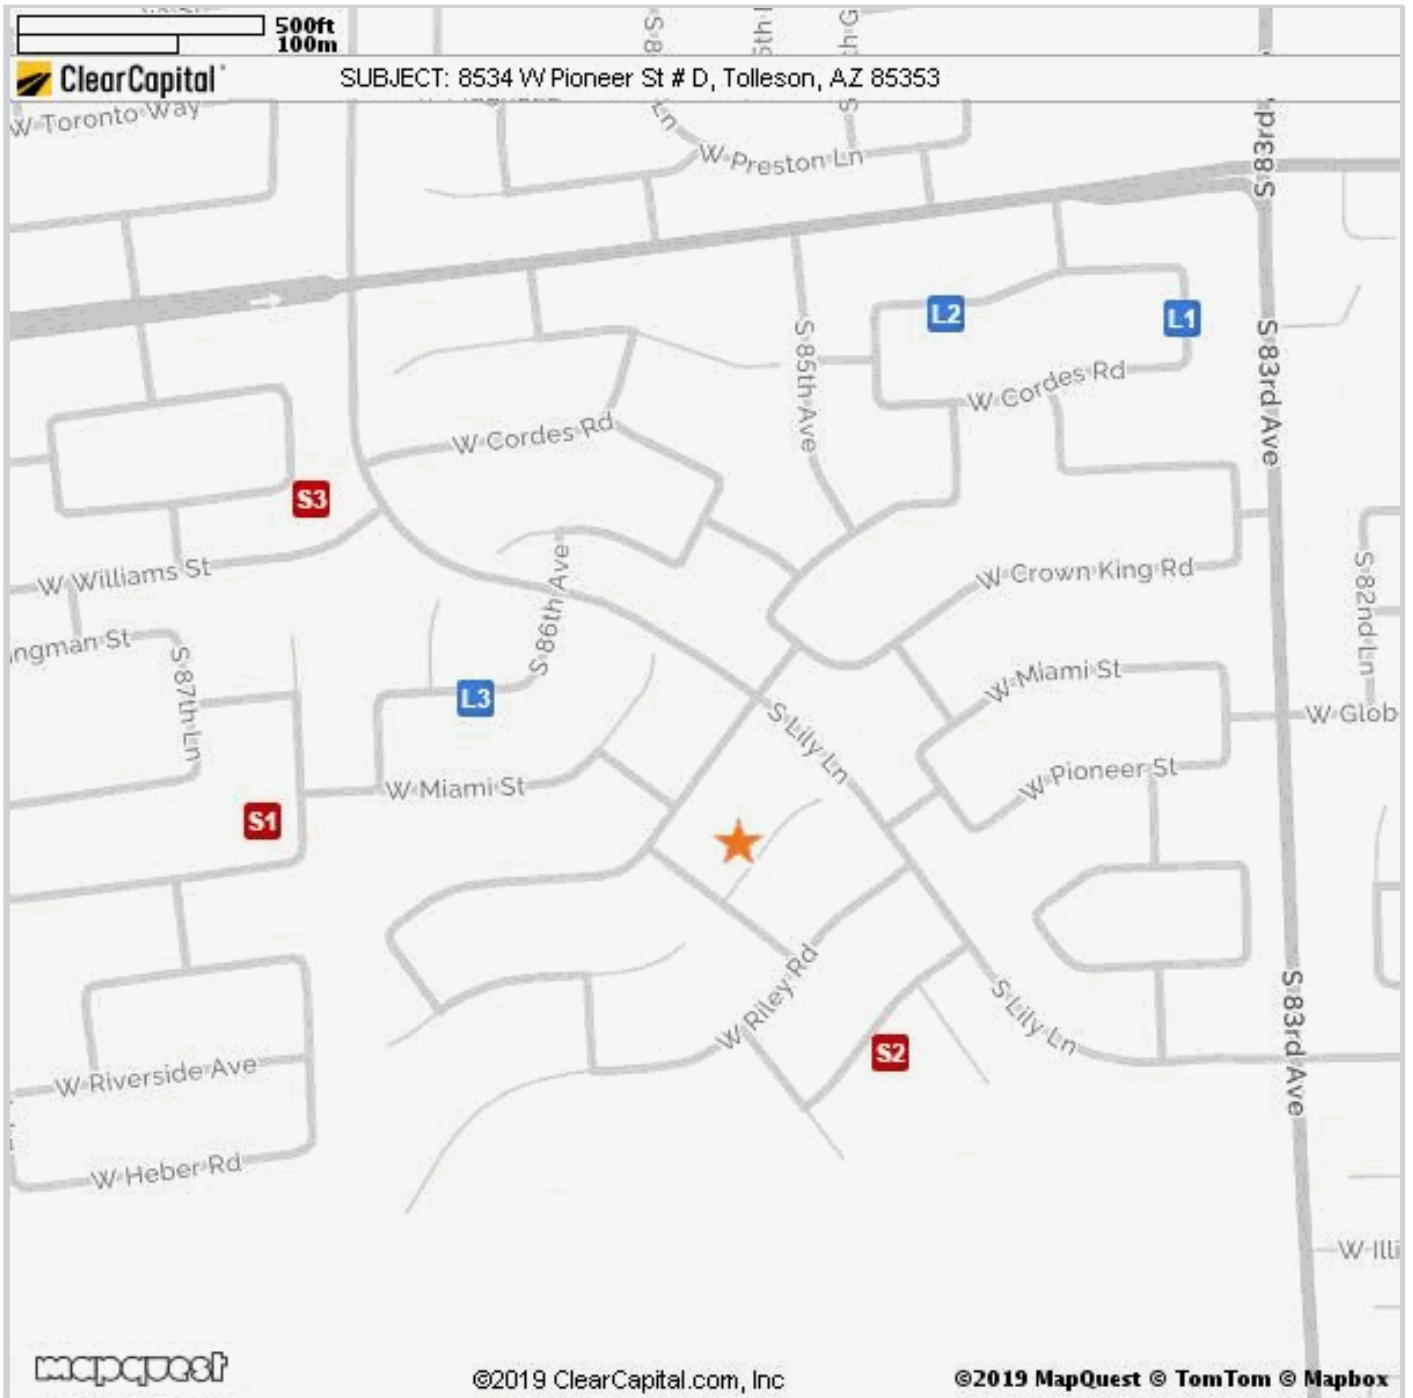 500ft
100m
ClearCapital
SUBJECT: 8534 W Pioneer St # D, Tolleson, AZ 85353
W Toronto Way
Ln
W Preston Ln
S 83rd
L2
L1
S 85th Ave
S 83rd Ave
W Cordes Rd
W Cordes Rd
S3
W Williams St
S 86th Ave
W Crown King Rd
S 82nd Ln
ngman St
S 87th Ln
L3
W Miami St
W Glob
S Lily Ln
W Pioneer St
W Miami St
S1
W Riley Rd
S Lily Ln
S 83rd Ave
S2
W Riverside Ave
W Heber Rd
W Illi
mapquest
©2019 ClearCapital.com, Inc
©2019 MapQuest © TomTom © Mapbox